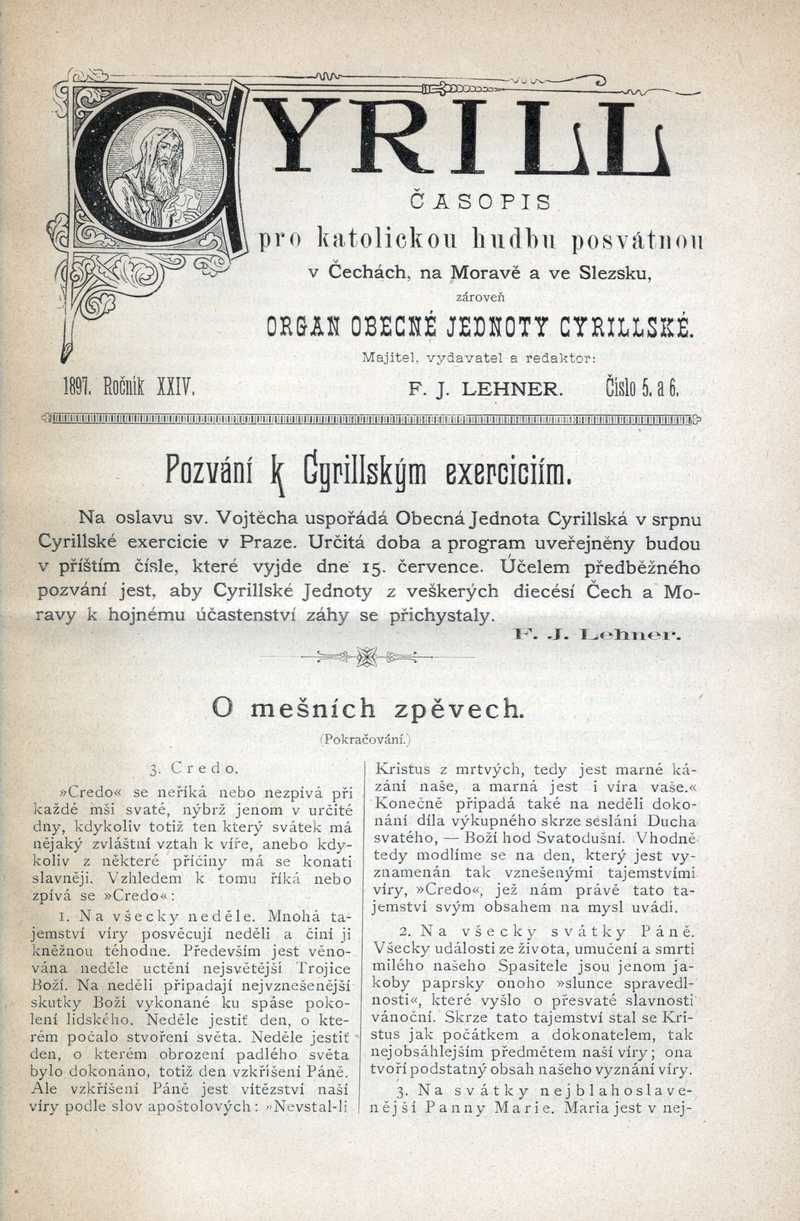 CYRILL
ČASOPIS
pro katolickou hudbu posvátnou
v Čechách, na Moravě a ve Slezsku,
zároveň
ORGAN OBECNÉ JEDNOTY CYRILLSKÉ.
Majitel, vydavatel a redaktor:
1897. Ročník XXIV. F. J. LEHNER. Číslo 5. a 6.
Pozvání k Cyrillským exerciciím.
Na oslavu sv. Vojtěcha uspořádá Obecná Jednota Cyrillská v srpnu
Cyrillské exercicie v Praze. Určitá doba a program uveřejněny budou
v příštím čísle, které vyjde dne 15. července. Účelem předběžného
pozvání jest, aby Cyrillské Jednoty z veškerých diecésí Čech a Mo-
ravy k hojnému účastenství záhy se přichystaly.
F. J. Lehner.
O mešních zpěvech.
(Pokračování.)
3. Credo.
»Credo« se neříká nebo nezpívá při
každé mši svaté, nýbrž jenom v určité
dny, kdykoliv totiž ten který svátek má
nějaký zvláštní vztah k víře, anebo kdy-
koliv z některé příčiny má se konati
slavněji. Vzhledem k tomu říká nebo
zpívá se »Credo«:
1. Na všecky neděle. Mnohá ta-
jemství víry posvěcují neděli a činí ji
kněžnou téhodne. Především jest věno-
vána neděle uctění nejsvětější Trojice
Boží. Na neděli připadají nejvznešenější
skutky Boží vykonané ku spáse poko-
lení lidského. Neděle jestiť den, o kte-
rém počalo stvoření světa. Neděle jestiť
den, o kterém obrození padlého světa
bylo dokonáno, totiž den vzkříšení Páně.
Ale vzkříšení Páně jest vítězství naší
víry podle slov apoštolových: »Nevstal-li
Kristus z mrtvých, tedy jest marné ká-
zání naše, a marná jest i víra vaše.«
Konečně připadá také na neděli doko-
nání díla výkupného skrze seslání Ducha
svatého, — Boží hod Svatodušní. Vhodně
tedy modlíme se na den, který jest vy-
znamenán tak vznešenými tajemstvími
víry, »Credo«, jež nám právě tato ta-
jemství svým obsahem na mysl uvádí.
2. Na všecky svátky Páně.
Všecky události ze života, umučení a smrti
milého našeho Spasitele jsou jenom ja-
koby paprsky onoho »slunce spravedl-
nosti«, které vyšlo o přesvaté slavnosti
vánoční. Skrze tato tajemství stal se Kri-
stus jak počátkem a dokonatelem, tak
nejobsáhlejším předmětem naší víry; ona
tvoří podstatný obsah našeho vyznání víry.
3. Na svátky nejblahoslave-
nější Panny Marie. Maria jest v nej-